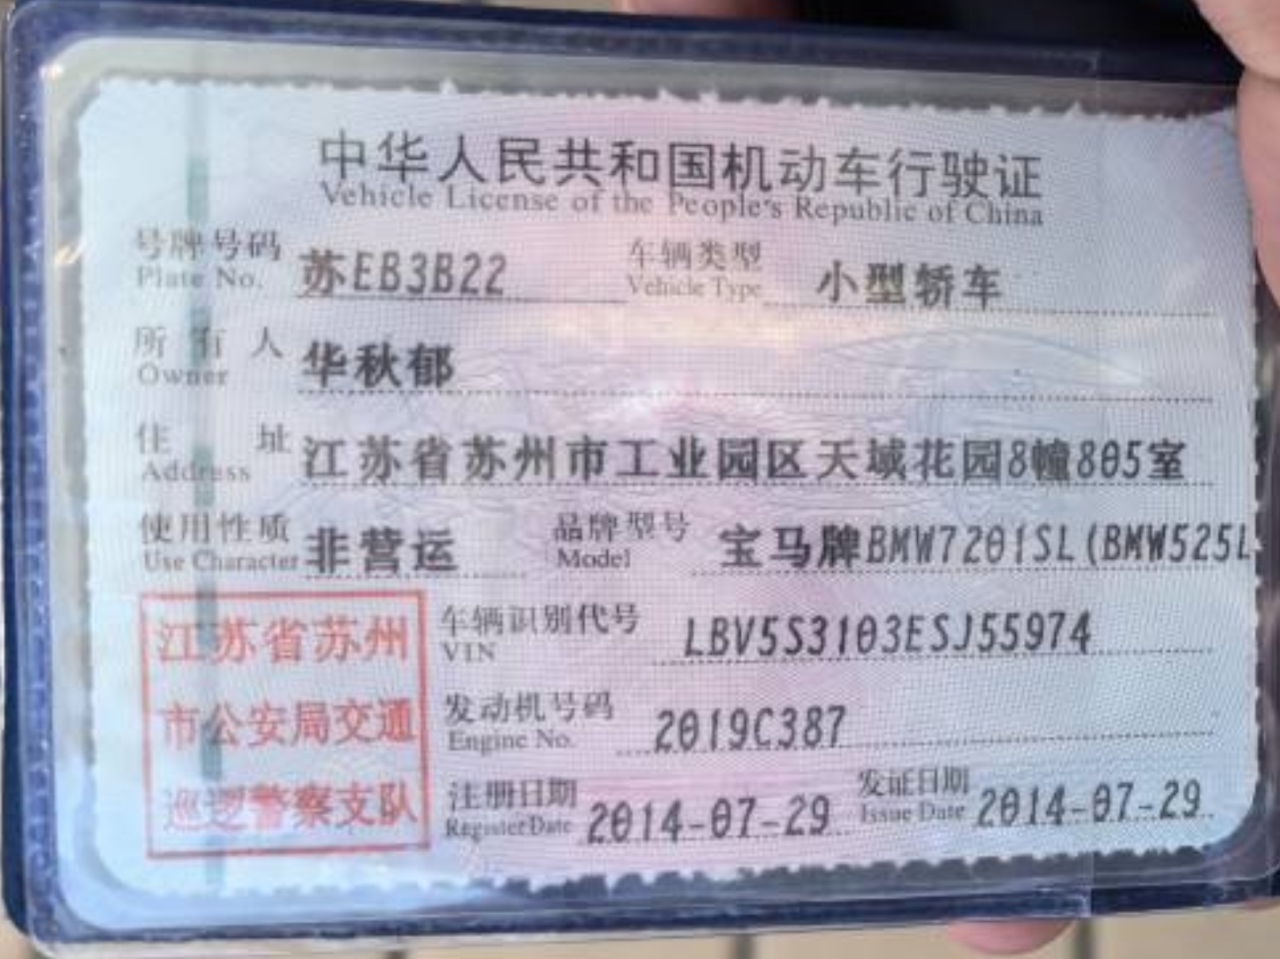 中华人民共和国机动车行驶证
Vehicle License of the People's Republic of China
号牌号码 苏EB3B22 车辆类型 小型轿车
Plate No. Vehicle Type
所有人 华秋郁
Owner
住址 江苏省苏州市工业园区天域花园8幢805室
Address
使用性质 非营运 品牌型号 宝马牌BMW7201SL(BMW525L
Use Character Model
江苏省苏州
市公安局交通
巡逻警察支队
车辆识别代号 LBV5S3103ESJ55974
VIN
发动机号码 2019C387
Engine No.
注册日期 2014-07-29 发证日期 2014-07-29
Register Date Issue Date